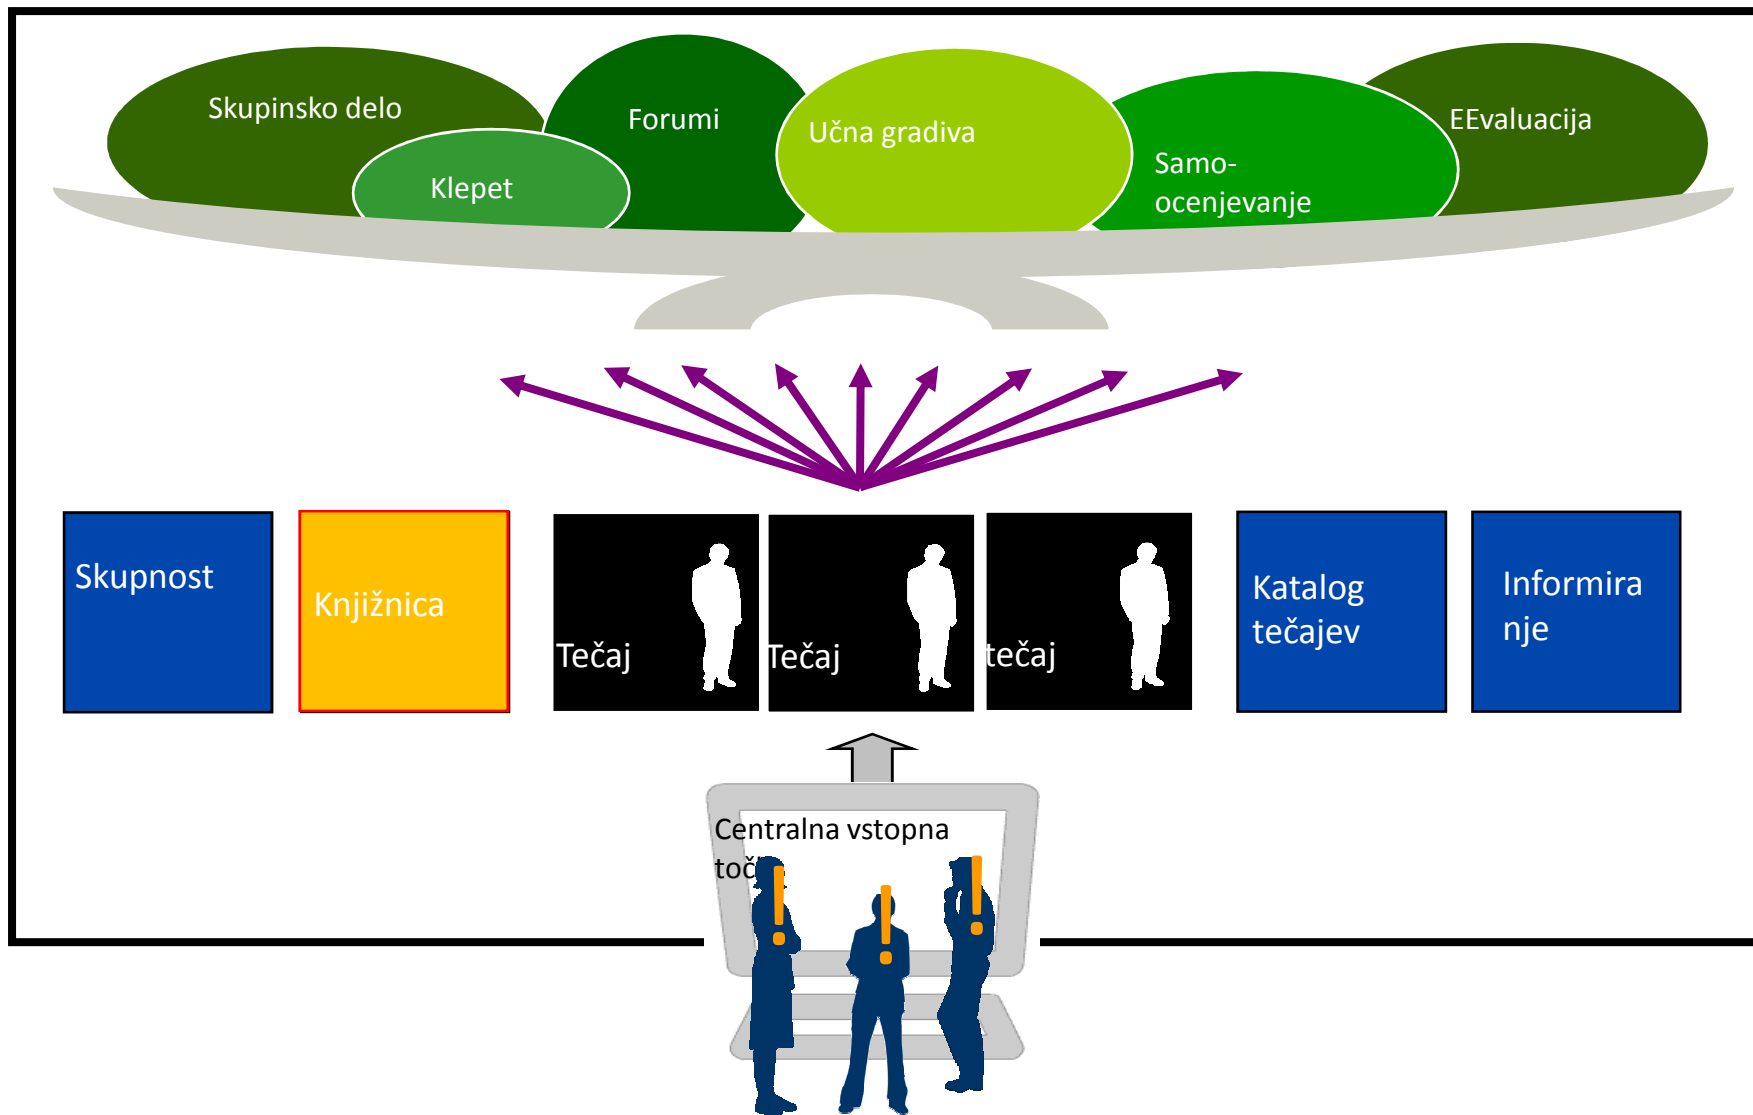 Skupinsko delo
Forumi
Učna gradiva
EEvaluacija
Klepet
Samo-
ocenjevanje
Skupnost
Knjižnica
Tečaj
Tečaj
tečaj
Katalog
tečajev
Informira
nje
Centralna vstopna